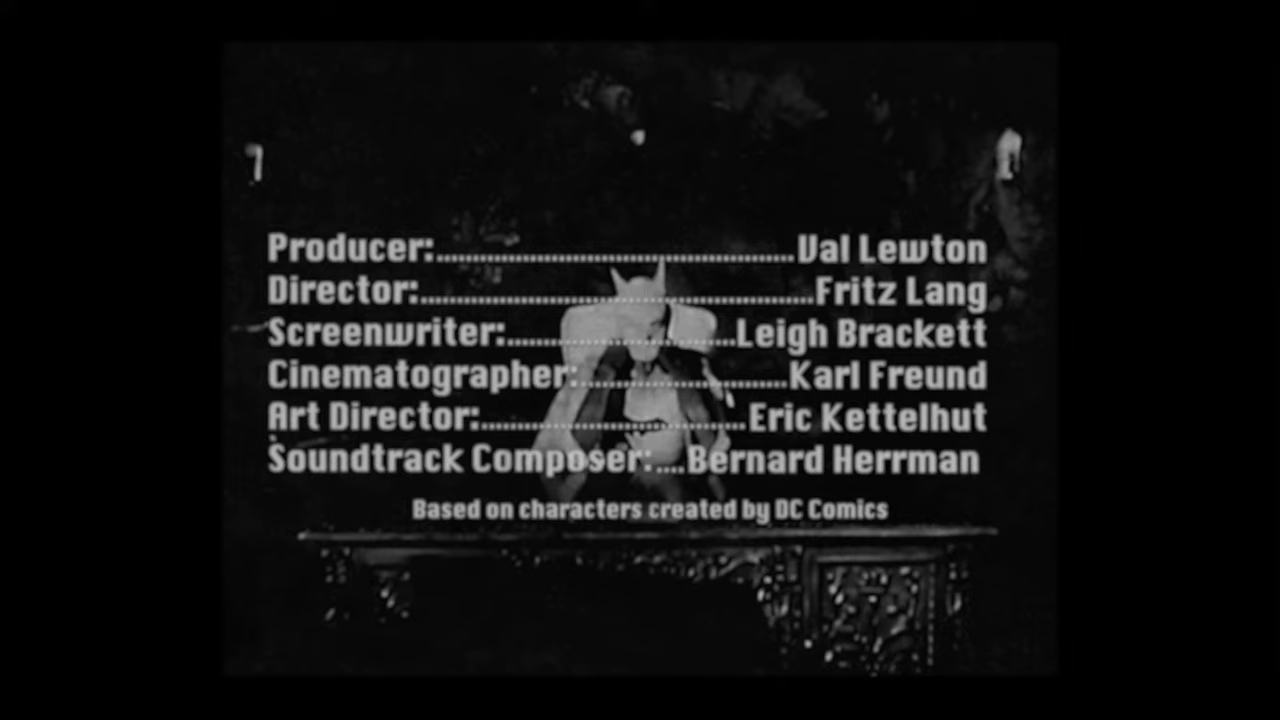 Producer:.............................................Val Lewton
Director:..................................................Fritz Lang
Screenwriter:.............................Leigh Brackett
Cinematographer:..........................Karl Freund
Art Director:.................................Eric Kettelhut
Soundtrack Composer:....Bernard Herrman
Based on characters created by DC Comics